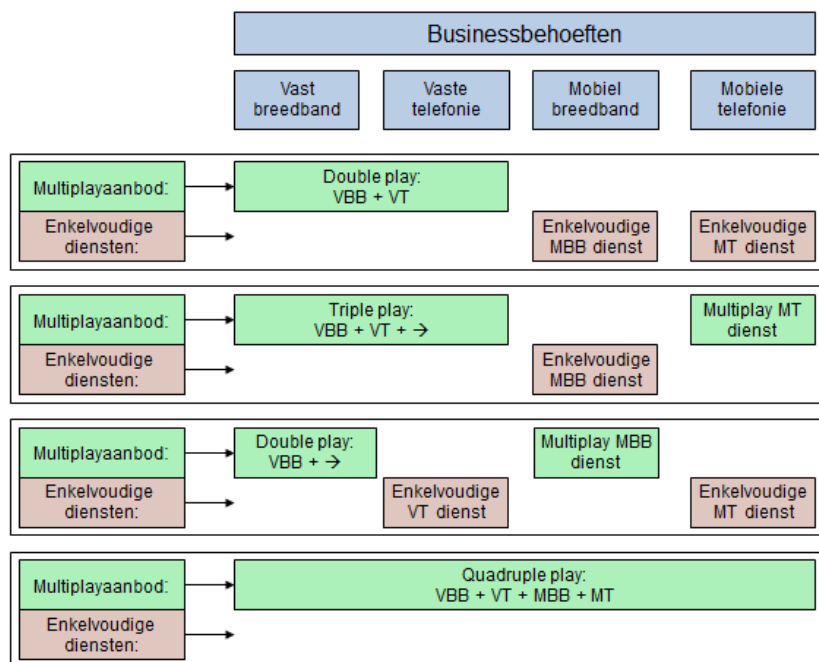 Businessbehoeften
Vast
breedband
Vaste
telefonie
Mobiel
breedband
Mobiele
telefonie
Multiplayaanbod:
Double play:
VBB + VT
Enkelvoudige
diensten:
Enkelvoudige
MBB dienst
Enkelvoudige
MT dienst
Multiplayaanbod:
Triple play:
VBB + VT + →
Multiplay MT
dienst
Enkelvoudige
diensten:
Enkelvoudige
MBB dienst
Multiplayaanbod:
Double play:
VBB + →
Multiplay MBB
dienst
Enkelvoudige
diensten:
Enkelvoudige
VT dienst
Enkelvoudige
MT dienst
Multiplayaanbod:
Quadruple play:
VBB + VT + MBB + MT
Enkelvoudige
diensten: